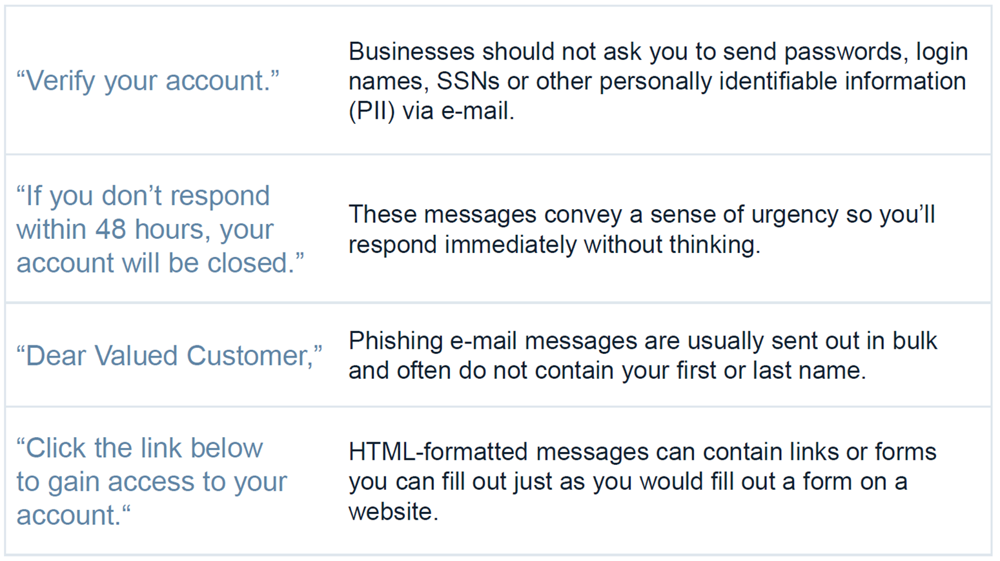 “Verify your account.”
Businesses should not ask you to send passwords, login
names, SSNs or other personally identifiable information
(PII) via e-mail.
“If you don’t respond
within 48 hours, your
account will be closed.”
These messages convey a sense of urgency so you’ll
respond immediately without thinking.
“Dear Valued Customer,”
Phishing e-mail messages are usually sent out in bulk
and often do not contain your first or last name.
“Click the link below
to gain access to your
account.“
HTML-formatted messages can contain links or forms
you can fill out just as you would fill out a form on a
website.